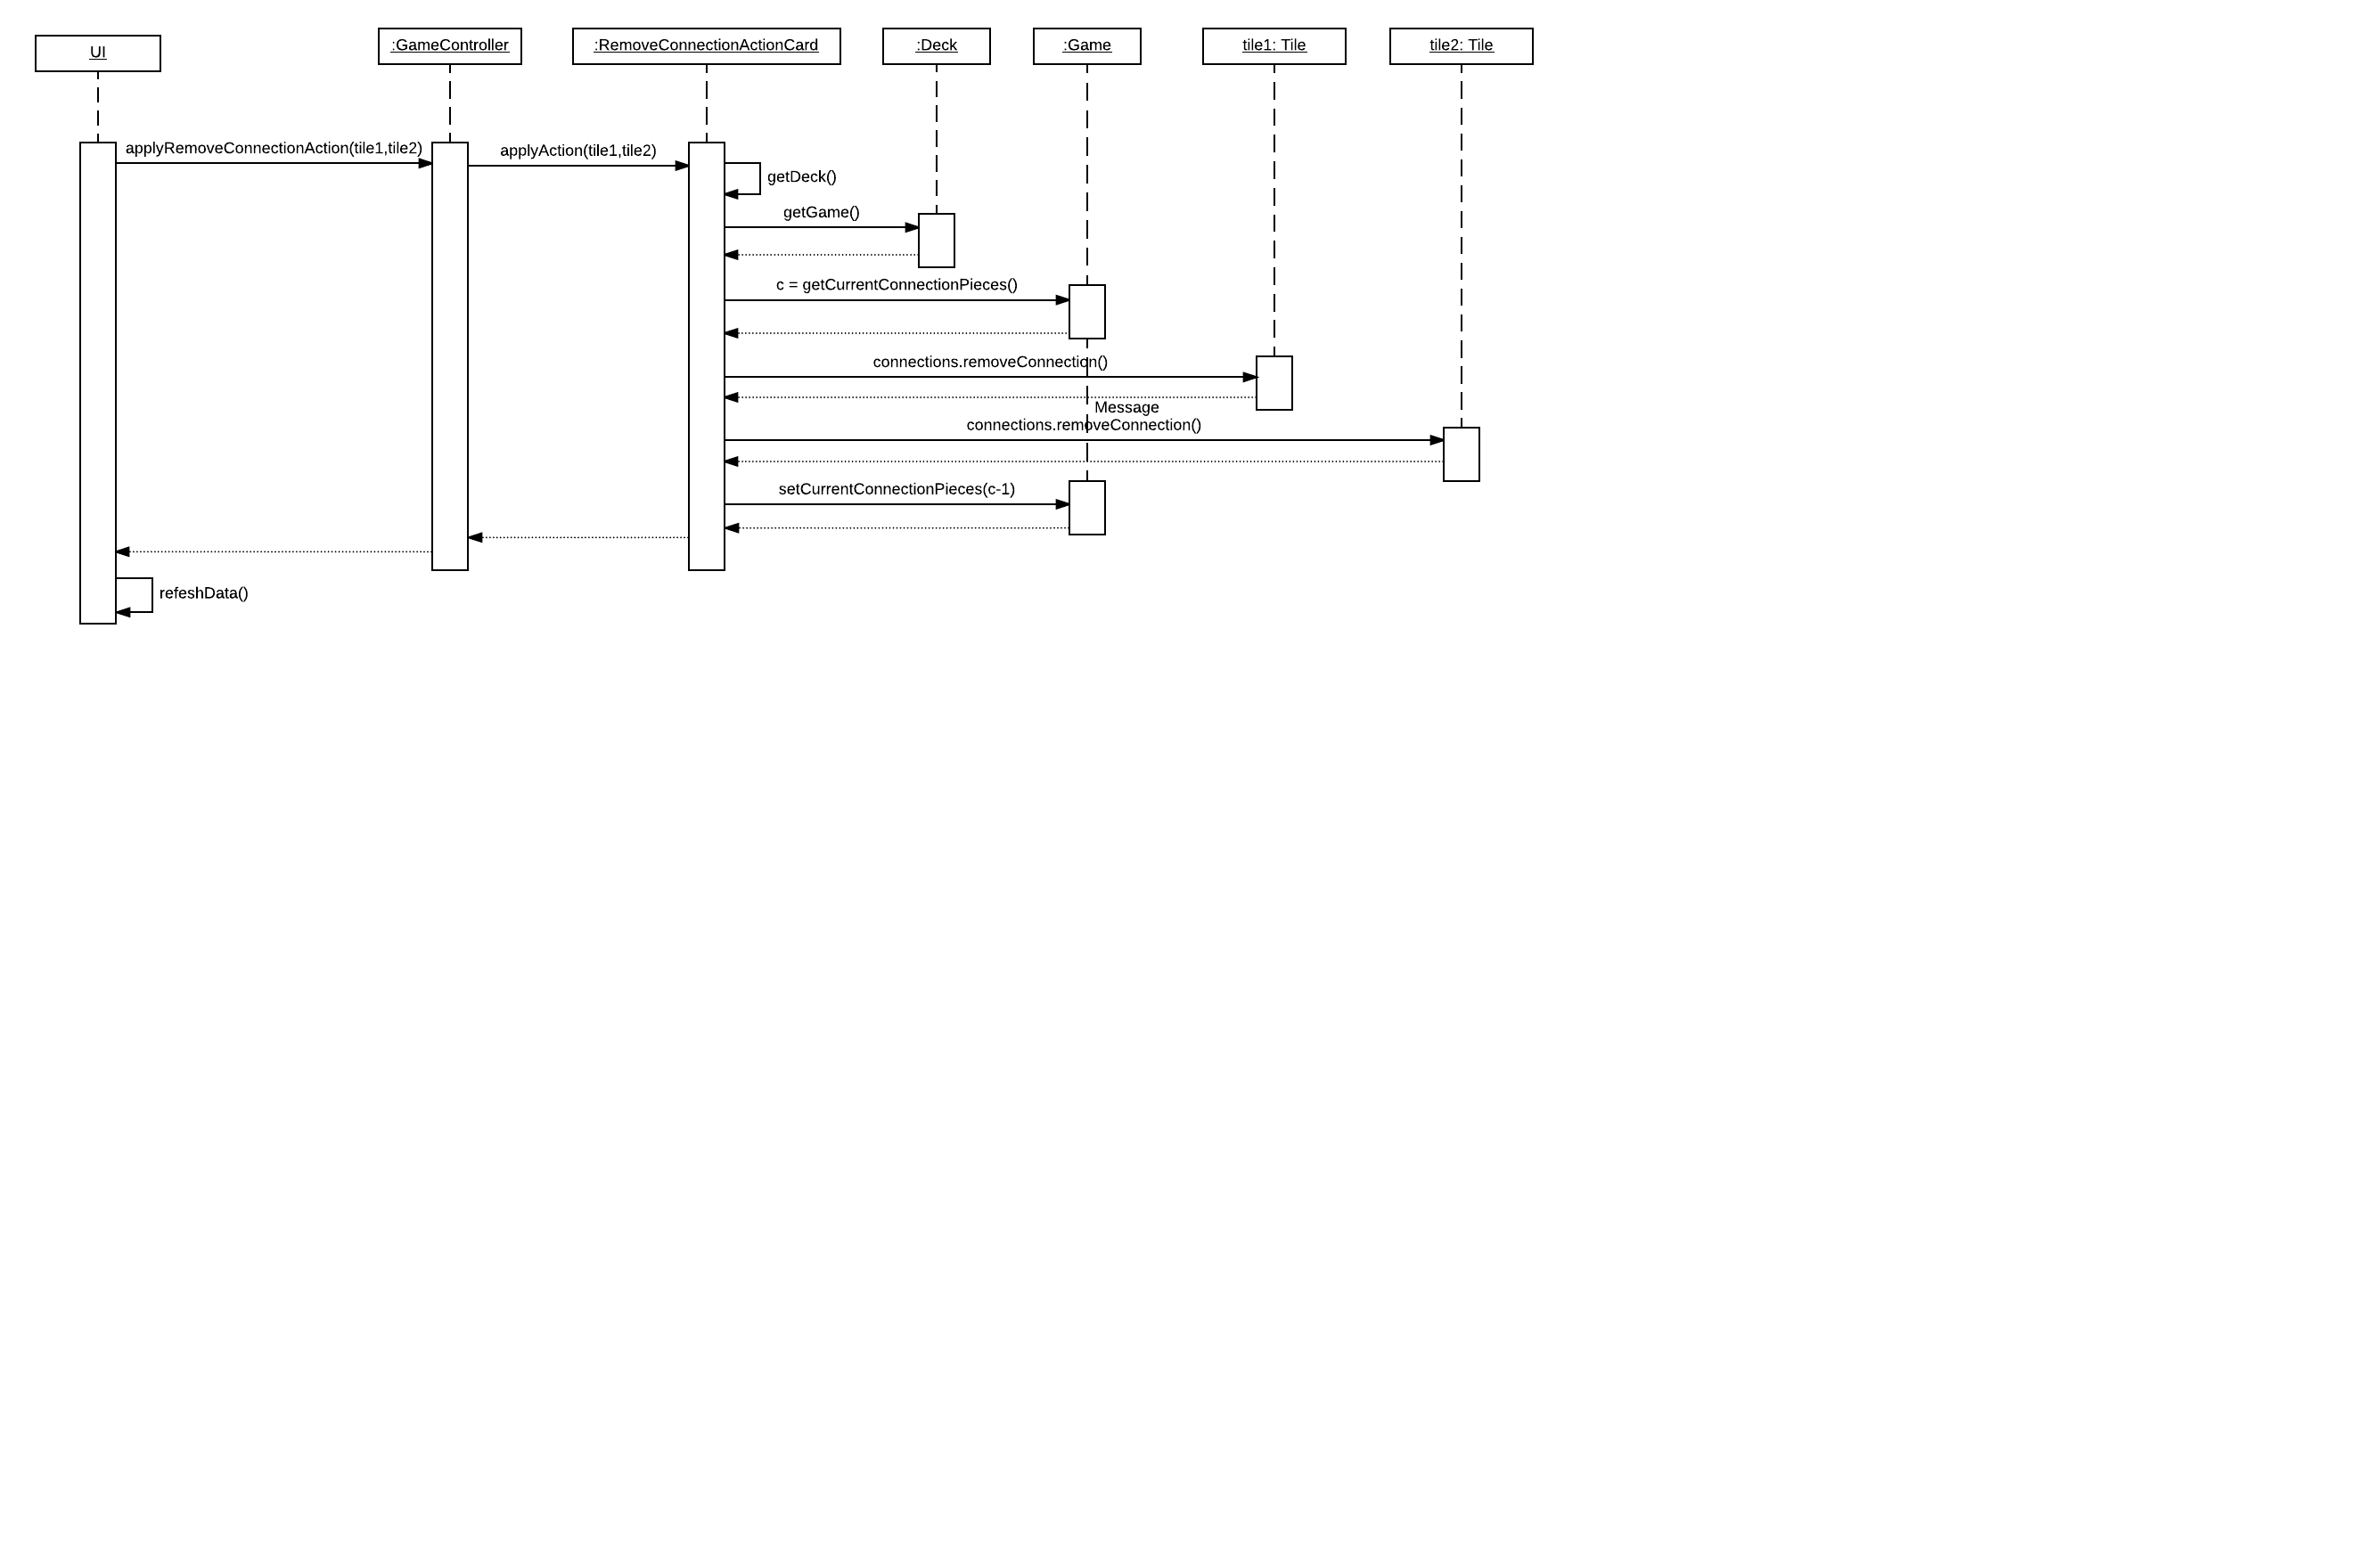 UI
:GameController
:RemoveConnectionActionCard
:Deck
:Game
tile1: Tile
tile2: Tile
applyRemoveConnectionAction(tile1,tile2)
applyAction(tile1,tile2)
getDeck()
getGame()
c = getCurrentConnectionPieces()
connections.removeConnection()
Message
connections.removeConnection()
setCurrentConnectionPieces(c-1)
refeshData()